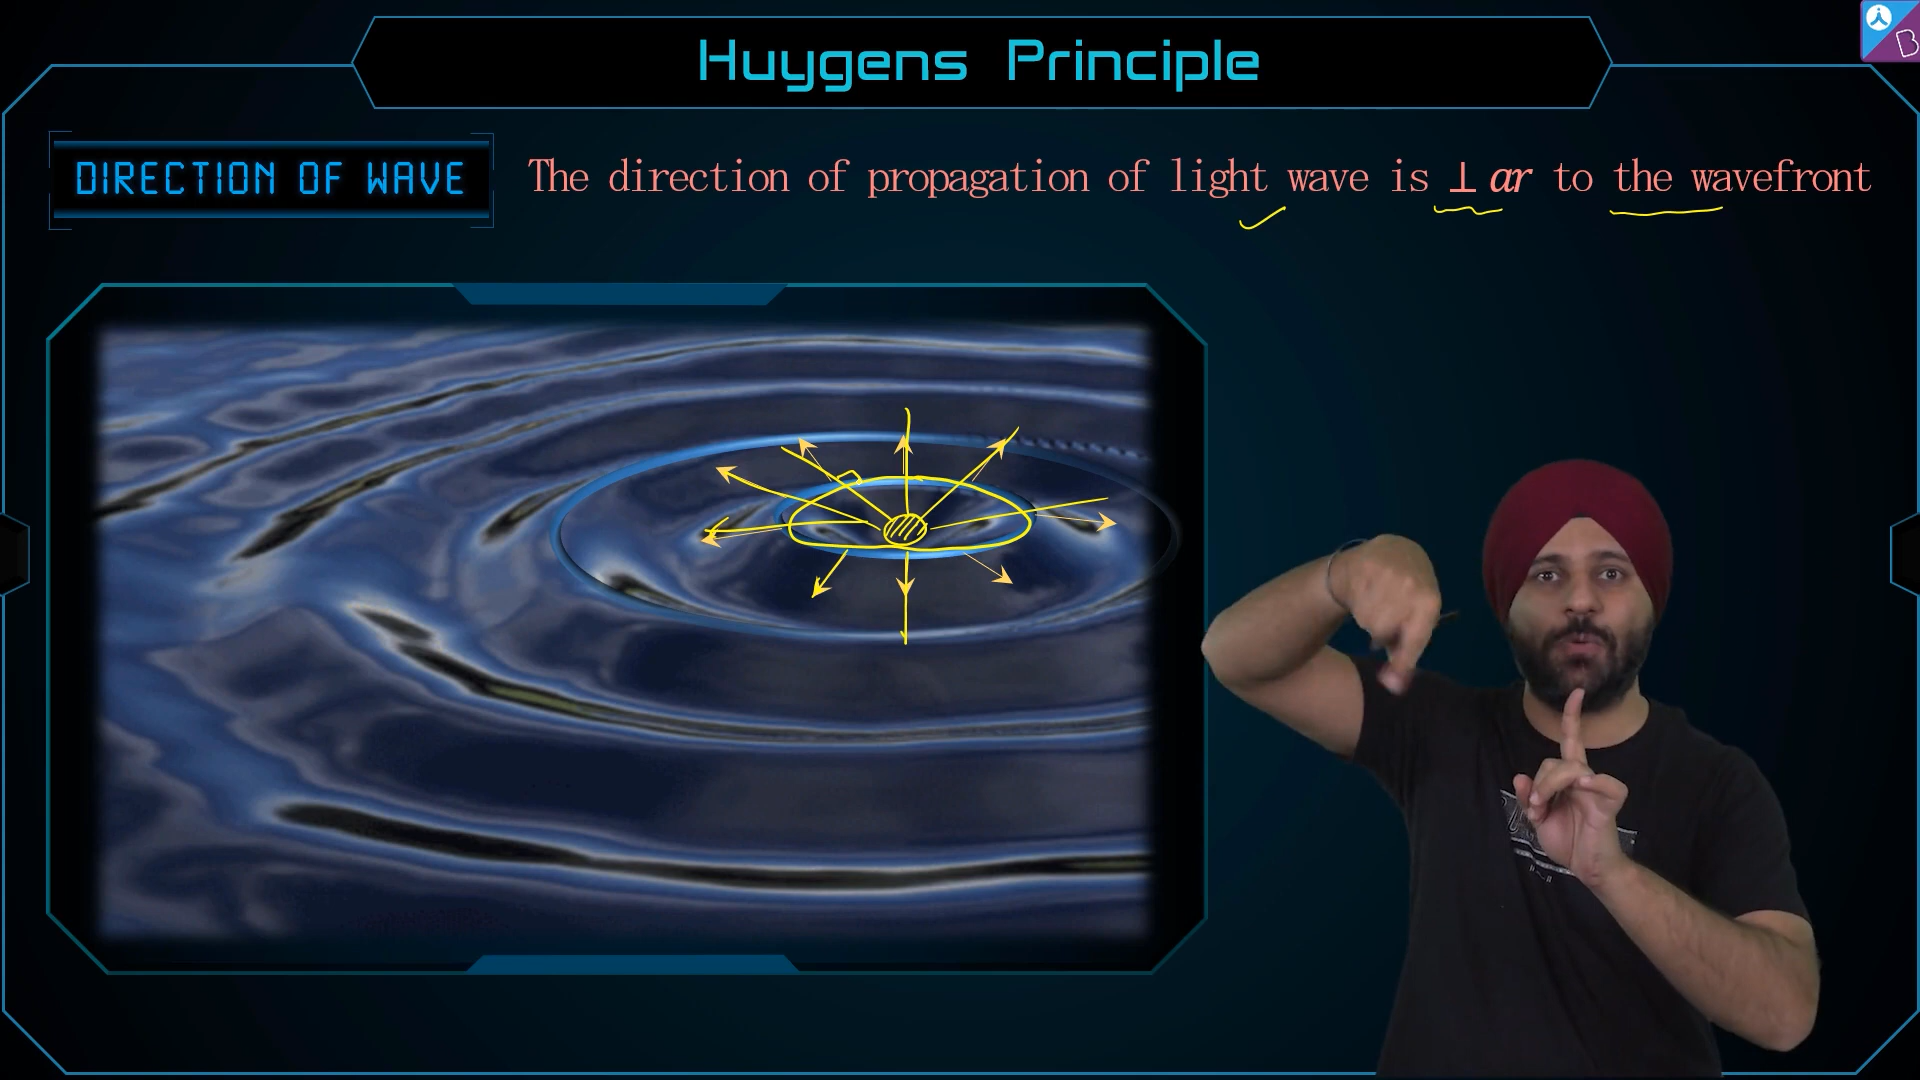 Huygens Principle
DIRECTION OF WAVE
The direction of propagation of light wave is ⊥ ar to the wavefront
B